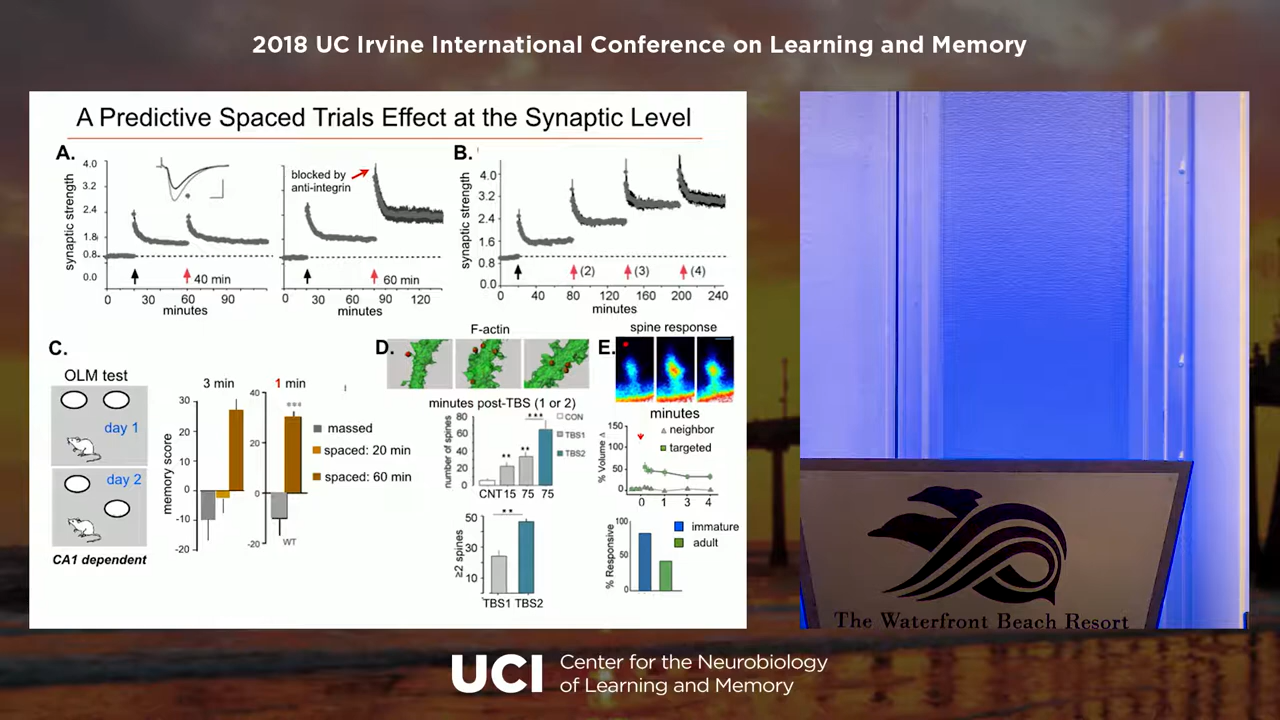 2018 UC Irvine International Conference on Learning and Memory
A Predictive Spaced Trials Effect at the Synaptic Level
A.
synaptic strength
4.0
3.2
2.4
1.8
0.8
0.0
40 min
0
30
60
90
minutes
blocked by
anti-integrin
60 min
0
30
60
90
120
minutes
B.
synaptic strength
4.0
3.2
2.4
1.6
0.8
0.0
(2)
(3)
(4)
0
40
80
120
160
200
240
minutes
C.
OLM test
day 1
day 2
CA1 dependent
memory score
3 min
30
20
10
0
-10
-20
1 min
40
20
0
-20
***
WT
massed
spaced: 20 min
spaced: 60 min
D.
F-actin
minutes post-TBS (1 or 2)
number of spines
80
60
40
20
0
**
**
***
CON
TBS1
TBS2
CNT 15 75 75
≥2 spines
50
30
10
**
TBS1 TBS2
E.
spine response
minutes
% Volume Δ
150
100
50
0
neighbor
targeted
0
1
3
4
% Responsive
100
50
0
immature
adult
The Waterfront Beach Resort
UCI
Center for the Neurobiology
of Learning and Memory